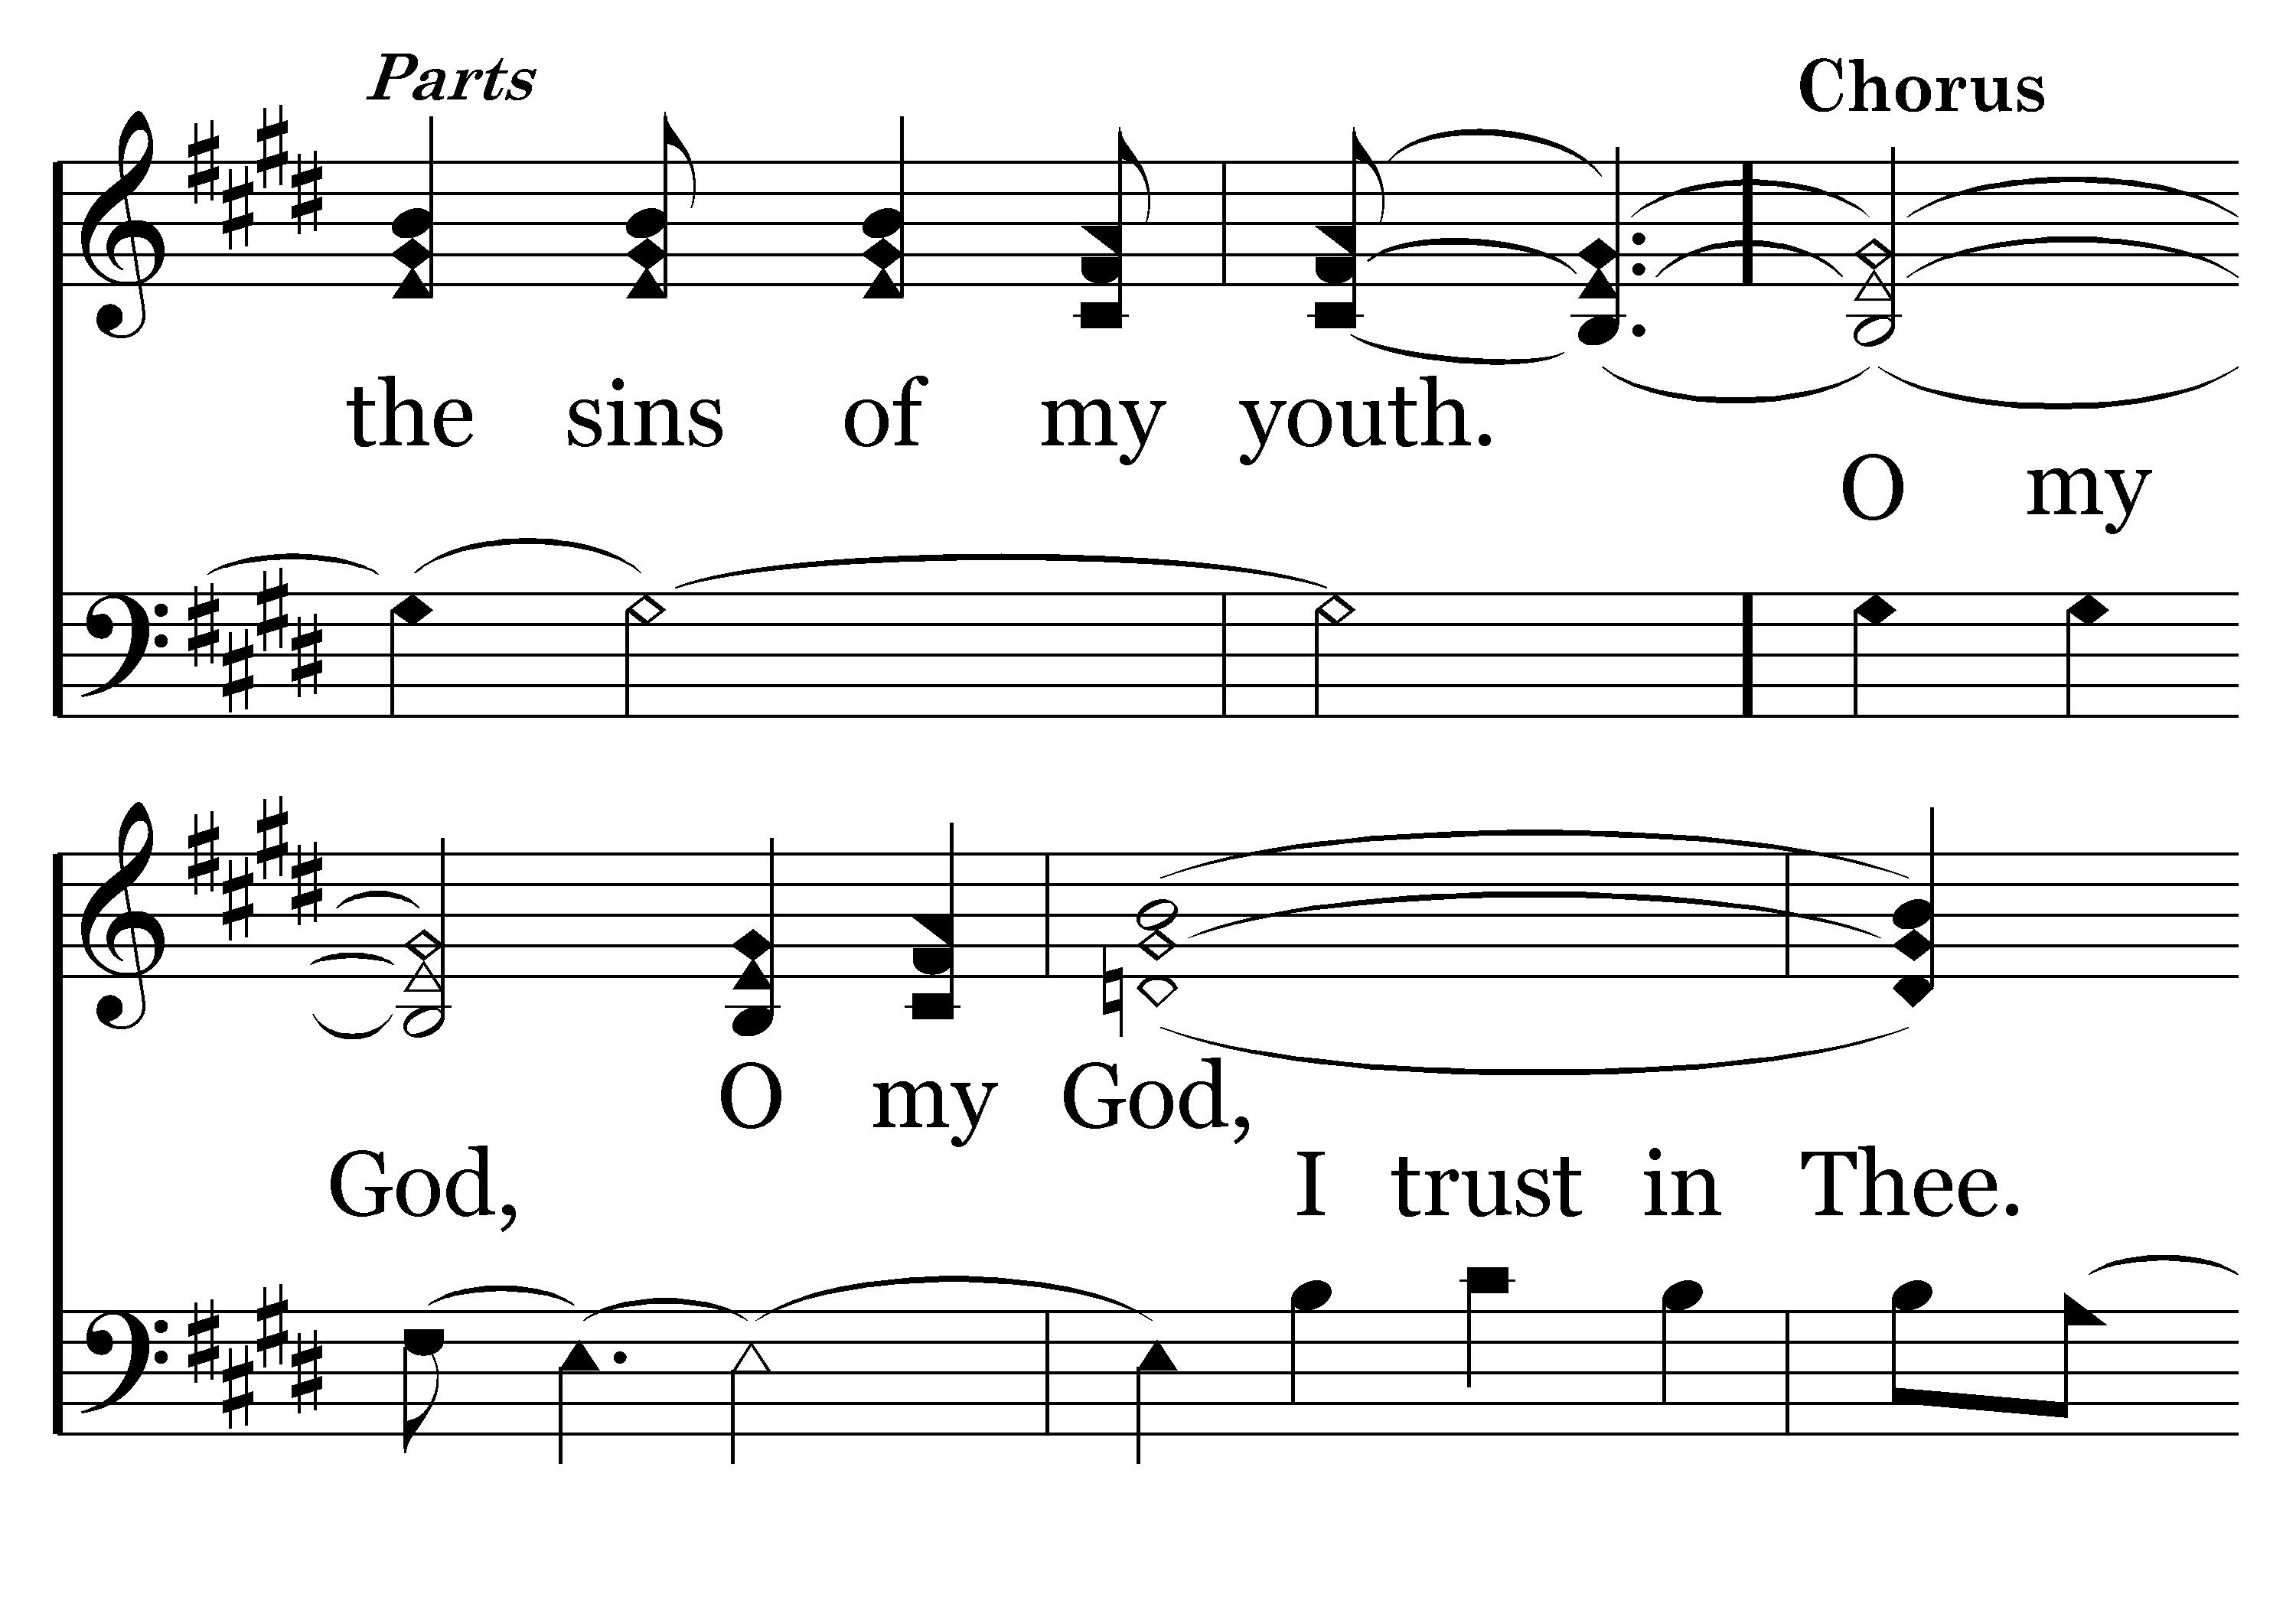 Parts
Chorus
the sins of my youth.
O my
O my God,
God,
I trust in Thee.